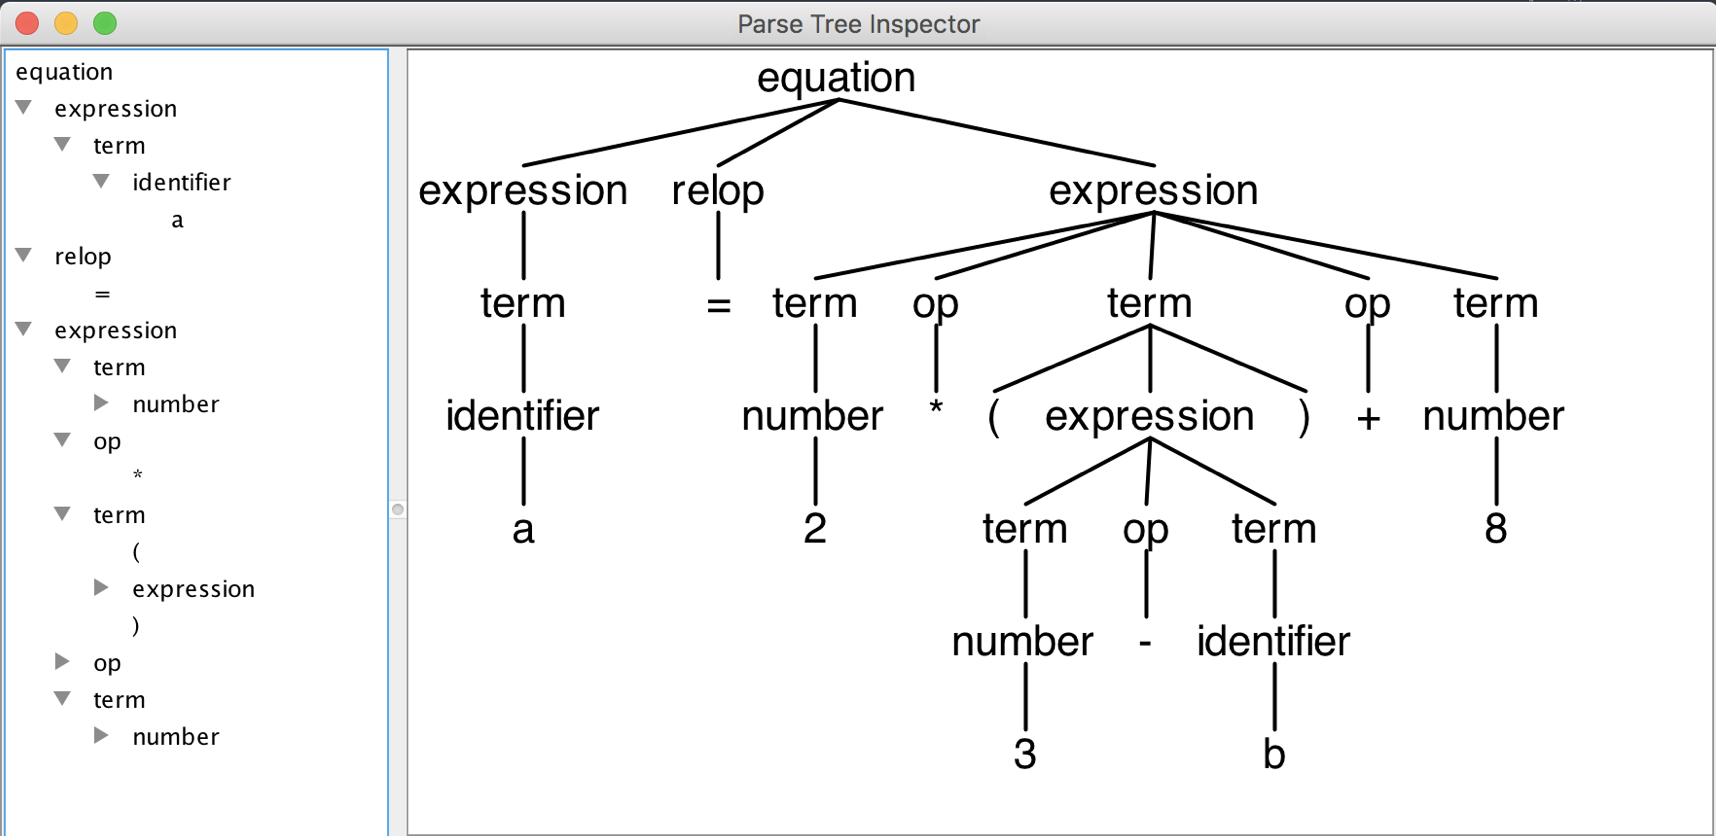 Parse Tree Inspector
equation
expression
term
identifier
a
relop
=
expression
term
number
op
*
term
(
expression
)
op
term
number
equation
expression relop expression
term = term op term op term
identifier number * ( expression ) + number
a 2 term op term 8
number - identifier
3 b